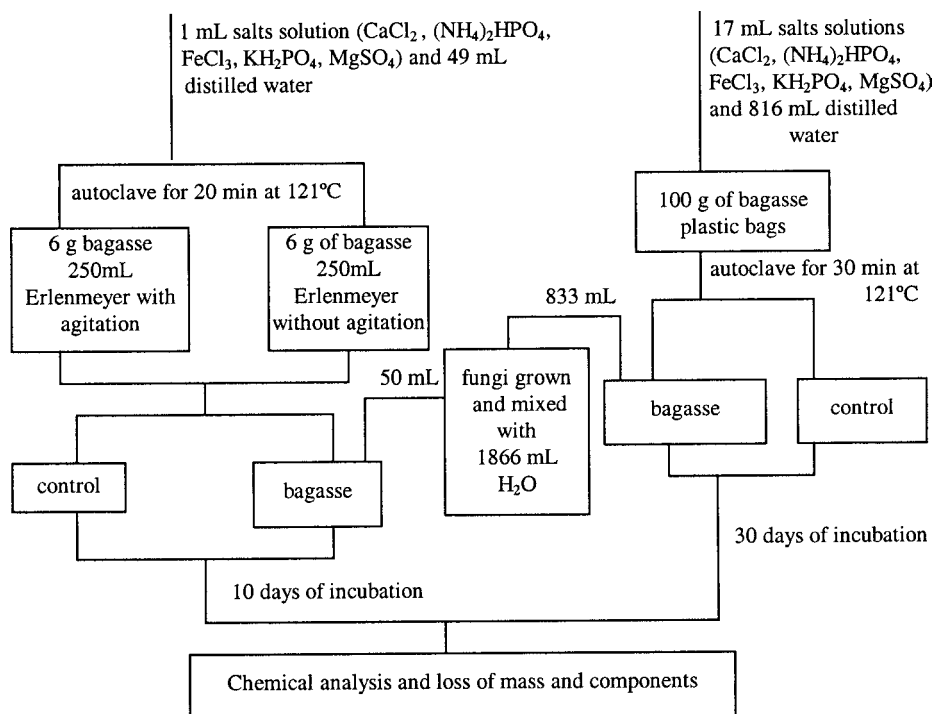 1 mL salts solution (CaCl2, (NH4)2HPO4,
FeCl3, KH2PO4, MgSO4) and 49 mL
distilled water
17 mL salts solutions
(CaCl2, (NH4)2HPO4,
FeCl3, KH2PO4, MgSO4)
and 816 mL distilled
water
autoclave for 20 min at 121ºC
100 g of bagasse
plastic bags
6 g bagasse
250mL
Erlenmeyer with
agitation
6 g of bagasse
250mL
Erlenmeyer
without agitation
autoclave for 30 min at
121ºC
833 mL
50 mL
fungi grown
and mixed
with
1866 mL
H2O
bagasse
control
control
bagasse
30 days of incubation
10 days of incubation
Chemical analysis and loss of mass and components